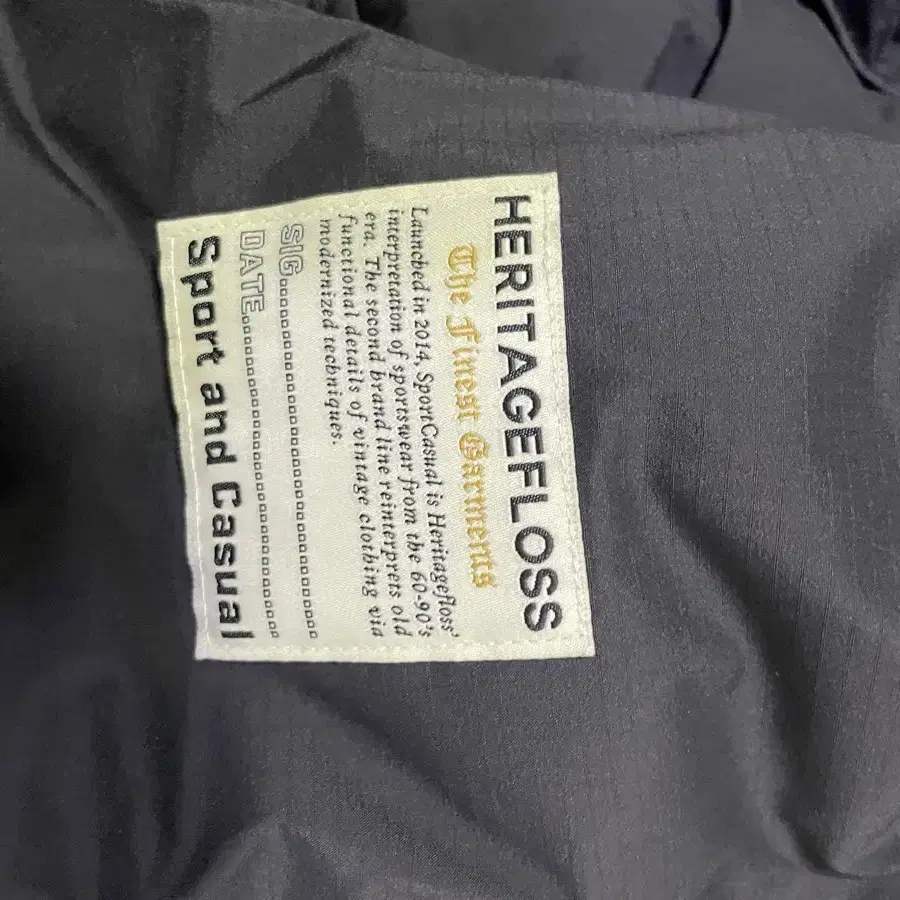 HERITAGEFLOSS
The Finest Garments
Launched in 2014, SportCasual is Heritagefloss'
interpretation of sportswear from the 60-90's
era. The second brand line reinterprets old
functional details of vintage clothing via
modernized techniques.
SIG
DATE
Sport and Casual